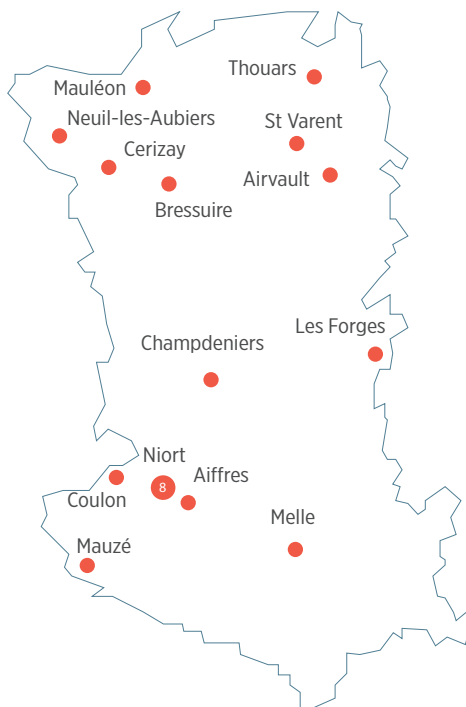 Thouars
Mauléon
Neuil-les-Aubiers
St Varent
Cerizay
Airvault
Bressuire
Les Forges
Champdeniers
Niort
Aiffres
8
Coulon
Melle
Mauzé